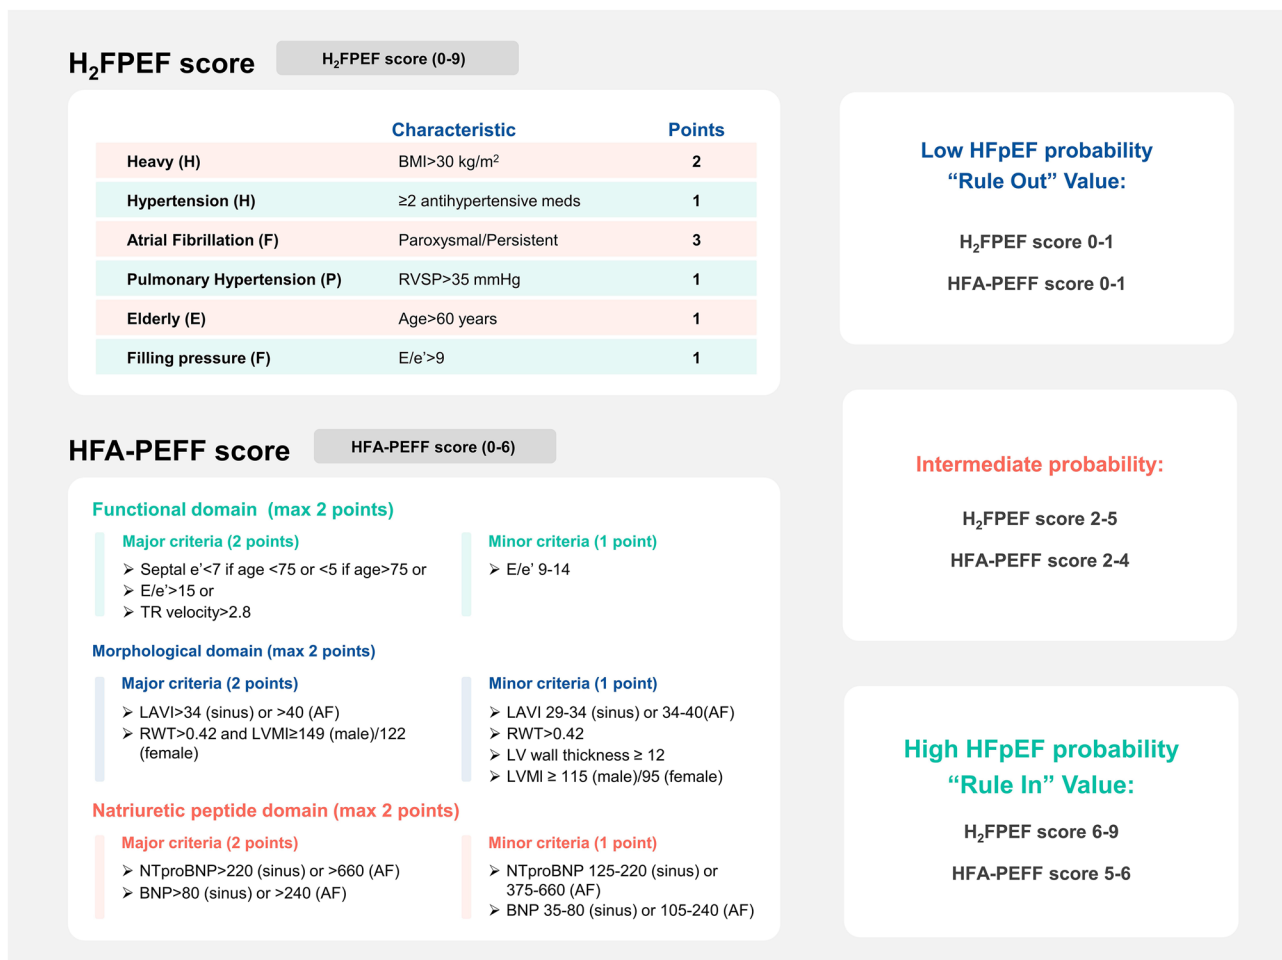 H₂FPEF score
H₂FPEF score (0-9)
Characteristic Points
Heavy (H) BMI>30 kg/m² 2
Hypertension (H) ≥2 antihypertensive meds 1
Atrial Fibrillation (F) Paroxysmal/Persistent 3
Pulmonary Hypertension (P) RVSP>35 mmHg 1
Elderly (E) Age>60 years 1
Filling pressure (F) E/e’>9 1
HFA-PEFF score
HFA-PEFF score (0-6)
Functional domain (max 2 points)
Major criteria (2 points)
➢ Septal e’<7 if age <75 or <5 if age>75 or
➢ E/e’>15 or
➢ TR velocity>2.8
Minor criteria (1 point)
➢ E/e’ 9-14
Morphological domain (max 2 points)
Major criteria (2 points)
➢ LAVI>34 (sinus) or >40 (AF)
➢ RWT>0.42 and LVMI≥149 (male)/122
(female)
Minor criteria (1 point)
➢ LAVI 29-34 (sinus) or 34-40(AF)
➢ RWT>0.42
➢ LV wall thickness ≥ 12
➢ LVMI ≥ 115 (male)/95 (female)
Natriuretic peptide domain (max 2 points)
Major criteria (2 points)
➢ NTproBNP>220 (sinus) or >660 (AF)
➢ BNP>80 (sinus) or >240 (AF)
Minor criteria (1 point)
➢ NTproBNP 125-220 (sinus) or
375-660 (AF)
➢ BNP 35-80 (sinus) or 105-240 (AF)
Low HFpEF probability
“Rule Out” Value:
H₂FPEF score 0-1
HFA-PEFF score 0-1
Intermediate probability:
H₂FPEF score 2-5
HFA-PEFF score 2-4
High HFpEF probability
“Rule In” Value:
H₂FPEF score 6-9
HFA-PEFF score 5-6